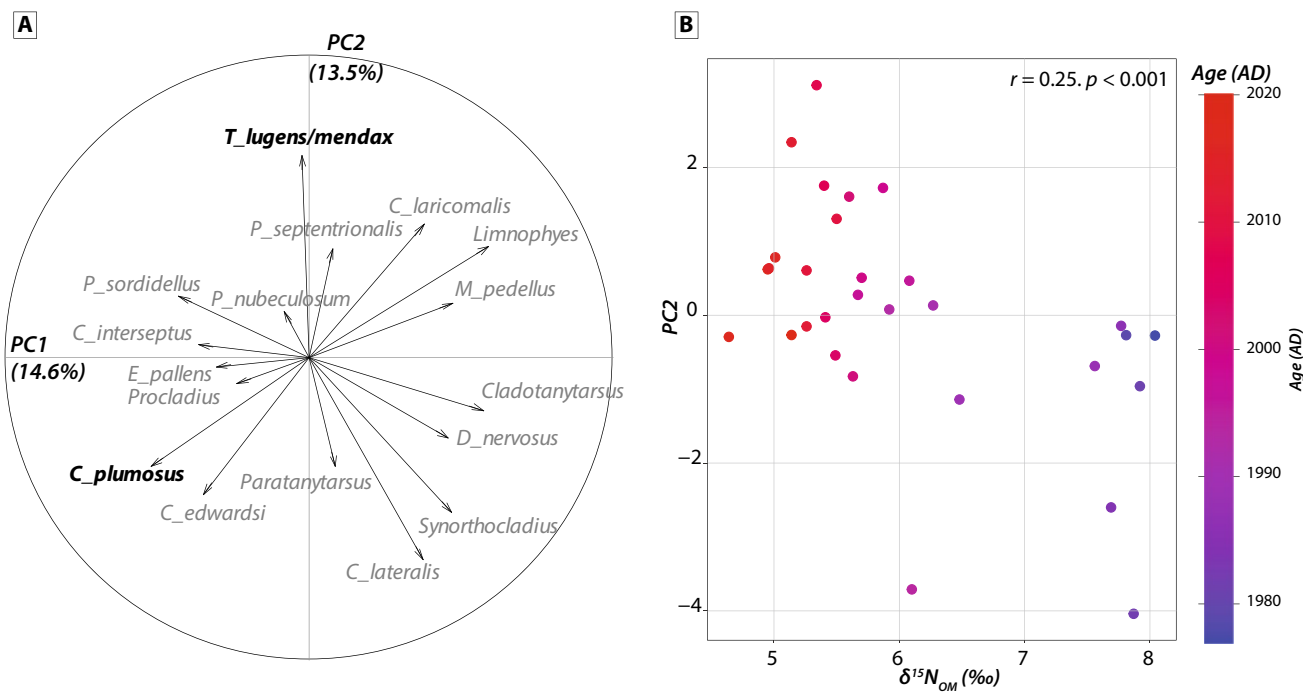 A
PC2
(13.5%)
T_lugens/mendax
C_laricomalis
P_septentrionalis
Limnophyes
P_sordidellus
M_pedellus
P_nubeculosum
C_interseptus
PC1
(14.6%)
E_pallens
Procladius
Cladotanytarsus
D_nervosus
C_plumosus
Paratanytarsus
C_edwardsi
Synorthocladius
C_lateralis
B
r = 0.25. p < 0.001
PC2
2
0
−2
−4
5
6
7
8
δ¹⁵N_OM (‰)
Age (AD)
2020
2010
2000
1990
1980
Age (AD)